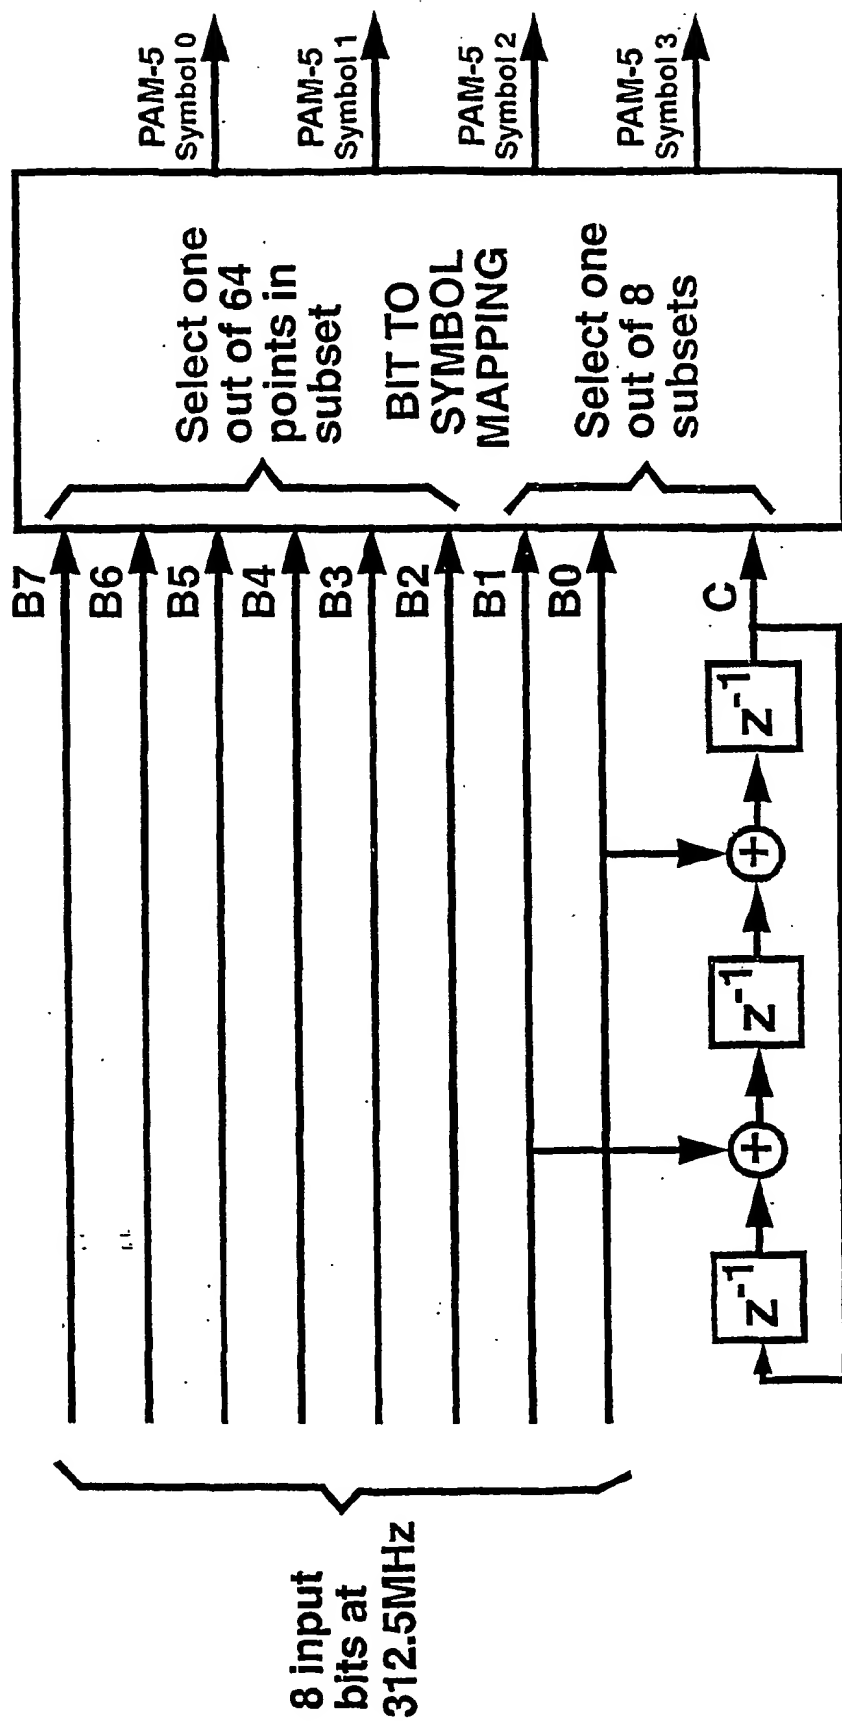 8 input
bits at
312.5MHz
B7
B6
B5
B4
B3
B2
B1
B0
C
z⁻¹
+
z⁻¹
+
z⁻¹
Select one
out of 64
points in
subset
BIT TO
SYMBOL
MAPPING
Select one
out of 8
subsets
PAM-5
Symbol 0
PAM-5
Symbol 1
PAM-5
Symbol 2
PAM-5
Symbol 3